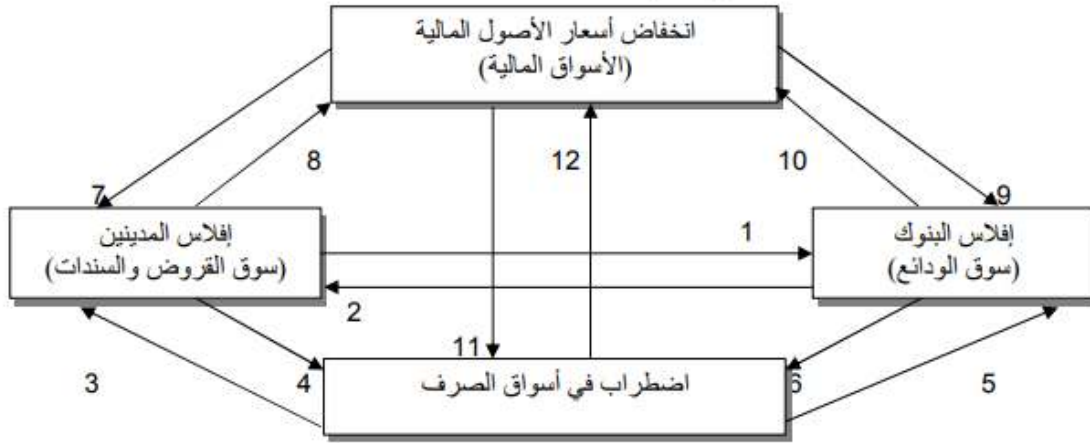 انخفاض أسعار الأصول المالية
(الأسواق المالية)
8
12
10
7
9
إفلاس المدينين
(سوق القروض والسندات)
1
إفلاس البنوك
(سوق الودائع)
2
11
3
4
اضطراب في أسواق الصرف
6
5